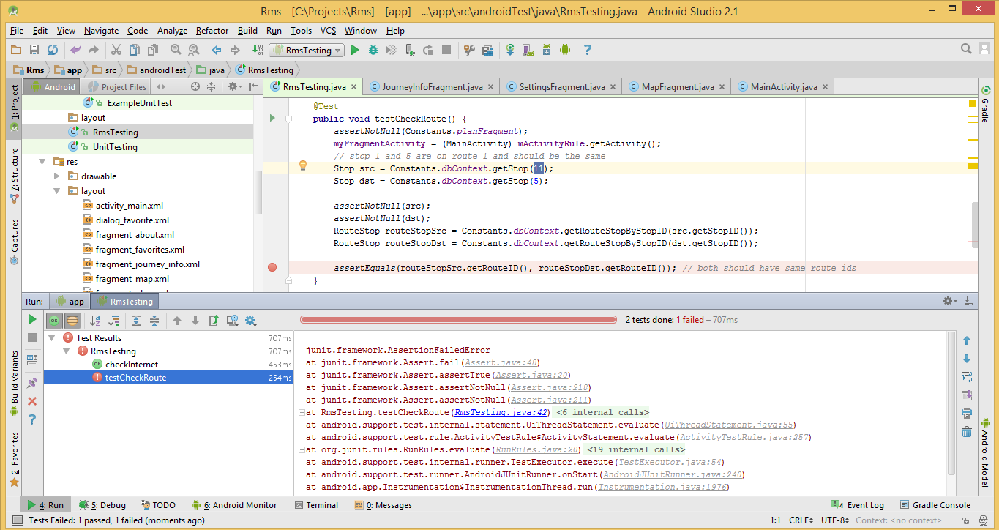 Rms - [C:\Projects\Rms] - [app] - ...\app\src\androidTest\java\RmsTesting.java - Android Studio 2.1
File Edit View Navigate Code Analyze Refactor Build Run Tools VCS Window Help
RmsTesting
Rms app src androidTest java RmsTesting
Android Project Files
RmsTesting.java JourneyInfoFragment.java SettingsFragment.java MapFragment.java MainActivity.java
1: Project
7: Structure
Captures
Build Variants
2: Favorites
ExampleUnitTest
layout
RmsTesting
UnitTesting
res
drawable
layout
activity_main.xml
dialog_favorite.xml
fragment_about.xml
fragment_favorites.xml
fragment_journey_info.xml
fragment_map.xml
@Test
public void testCheckRoute() {
assertNotNull(Constants.planFragment);
myFragmentActivity = (MainActivity) mActivityRule.getActivity();
// stop 1 and 5 are on route 1 and should be the same
Stop src = Constants.dbContext.getStop(11);
Stop dst = Constants.dbContext.getStop(5);
assertNotNull(src);
assertNotNull(dst);
RouteStop routeStopSrc = Constants.dbContext.getRouteStopByStopID(src.getStopID());
RouteStop routeStopDst = Constants.dbContext.getRouteStopByStopID(dst.getStopID());
assertEquals(routeStopSrc.getRouteID(), routeStopDst.getRouteID()); // both should have same route ids
}
Gradle
Android Model
Run: app RmsTesting
2 tests done: 1 failed – 707ms
Test Results 707ms
RmsTesting 707ms
checkInternet 453ms
testCheckRoute 254ms
junit.framework.AssertionFailedError
at junit.framework.Assert.fail(Assert.java:48)
at junit.framework.Assert.assertTrue(Assert.java:20)
at junit.framework.Assert.assertNotNull(Assert.java:218)
at junit.framework.Assert.assertNotNull(Assert.java:211)
at RmsTesting.testCheckRoute(RmsTesting.java:42) <6 internal calls>
at android.support.test.internal.statement.UiThreadStatement.evaluate(UiThreadStatement.java:55)
at android.support.test.rule.ActivityTestRule$ActivityStatement.evaluate(ActivityTestRule.java:257)
at org.junit.rules.RunRules.evaluate(RunRules.java:20) <19 internal calls>
at android.support.test.internal.runner.TestExecutor.execute(TestExecutor.java:54)
at android.support.test.runner.AndroidJUnitRunner.onStart(AndroidJUnitRunner.java:240)
at android.app.Instrumentation$InstrumentationThread.run(Instrumentation.java:1976)
4: Run 5: Debug TODO 6: Android Monitor Terminal 0: Messages 4 Event Log Gradle Console
Tests Failed: 1 passed, 1 failed (moments ago) 1:1 CRLF UTF-8 Context: <no context>